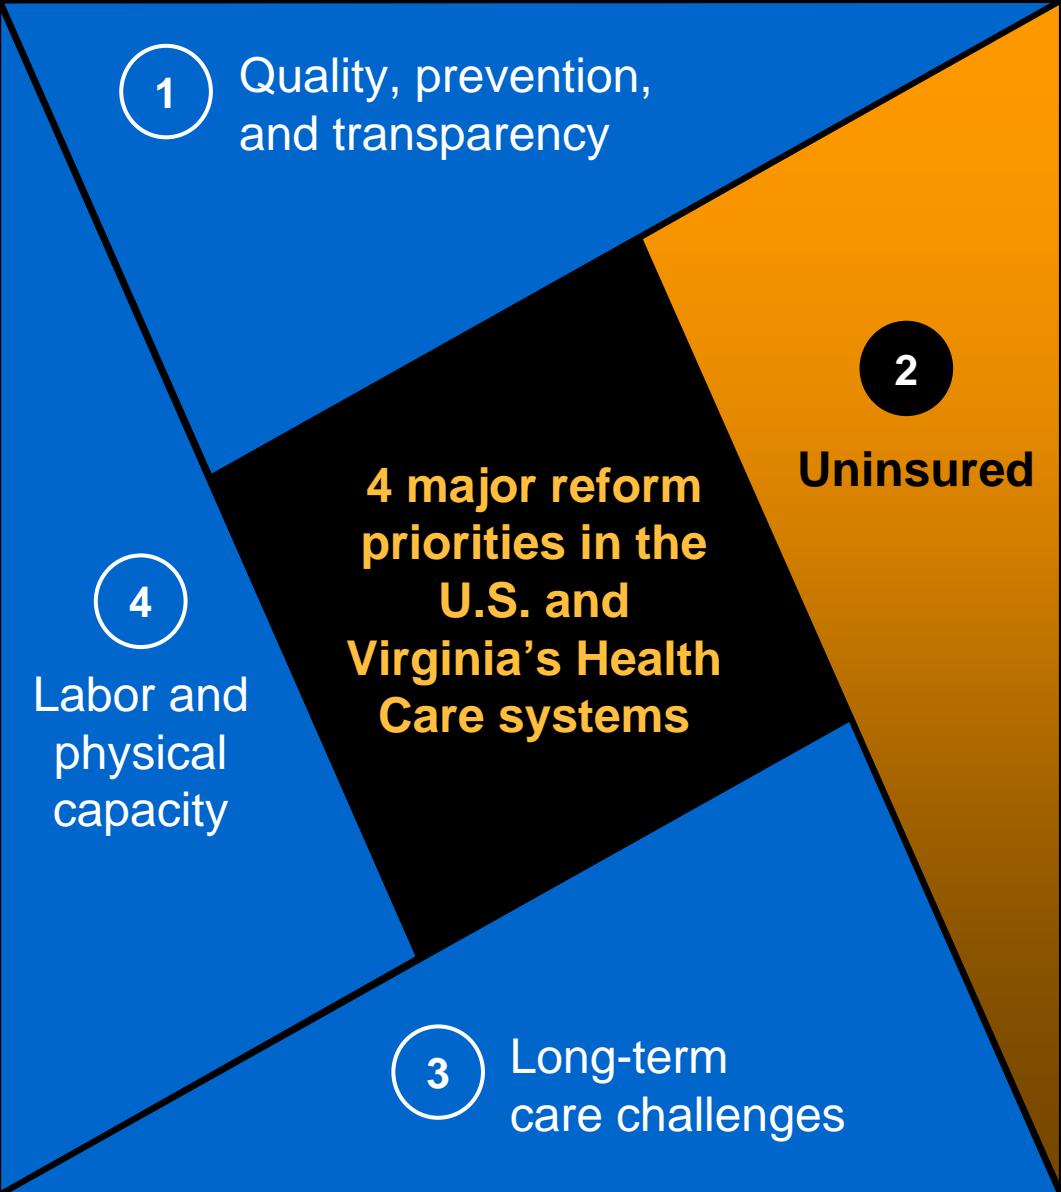 1
Quality, prevention,
and transparency
2
Uninsured
4 major reform
priorities in the
U.S. and
Virginia’s Health
Care systems
3
Long-term
care challenges
4
Labor and
physical
capacity